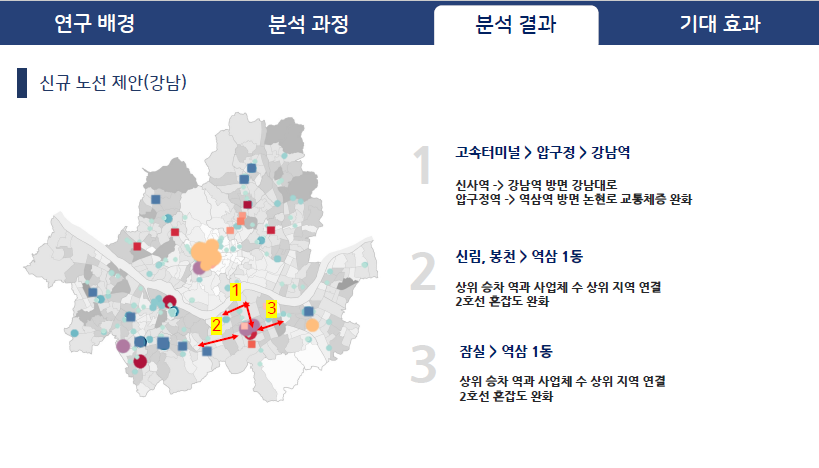 연구 배경
분석 과정
분석 결과
기대 효과
신규 노선 제안(강남)
1
2
3
1
고속터미널 > 압구정 > 강남역
신사역 -> 강남역 방면 강남대로
압구정역 -> 역삼역 방면 논현로 교통체증 완화
2
신림, 봉천 > 역삼 1동
상위 승차 역과 사업체 수 상위 지역 연결
2호선 혼잡도 완화
3
잠실 > 역삼 1동
상위 승차 역과 사업체 수 상위 지역 연결
2호선 혼잡도 완화